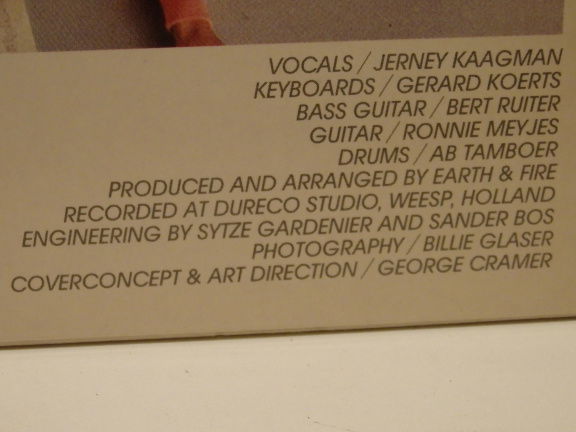 VOCALS / JERNEY KAAGMAN
KEYBOARDS / GERARD KOERTS
BASS GUITAR / BERT RUITER
GUITAR / RONNIE MEYJES
DRUMS / AB TAMBOER
PRODUCED AND ARRANGED BY EARTH & FIRE
RECORDED AT DURECO STUDIO, WEESP, HOLLAND
ENGINEERING BY SYTZE GARDENIER AND SANDER BOS
PHOTOGRAPHY / BILLIE GLASER
COVERCONCEPT & ART DIRECTION / GEORGE CRAMER